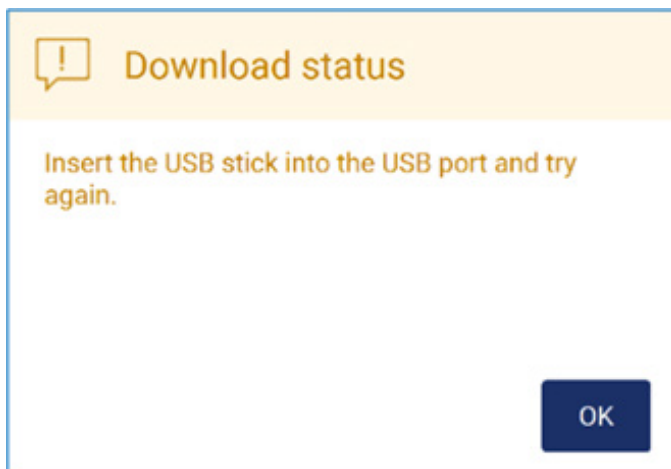 Download status
Insert the USB stick into the USB port and try
again.
OK